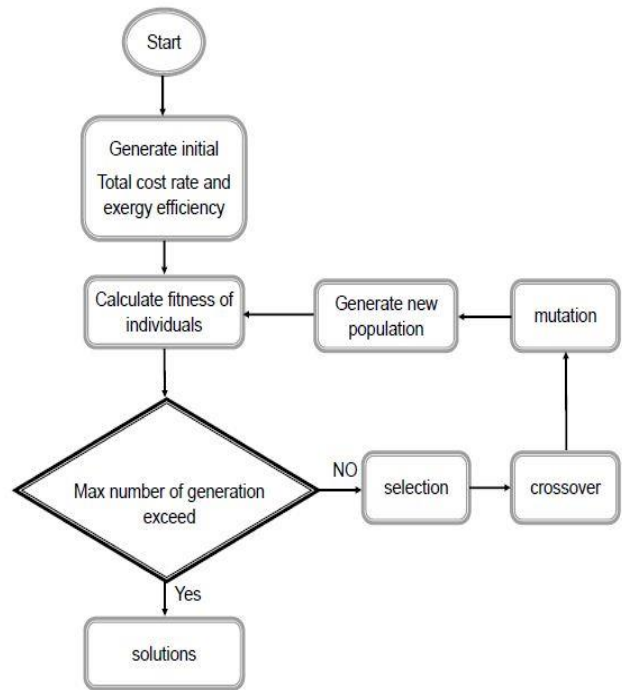 Start
Generate initial
Total cost rate and
exergy efficiency
Calculate fitness of
individuals
Generate new
population
mutation
Max number of generation
exceed
NO
selection
crossover
Yes
solutions